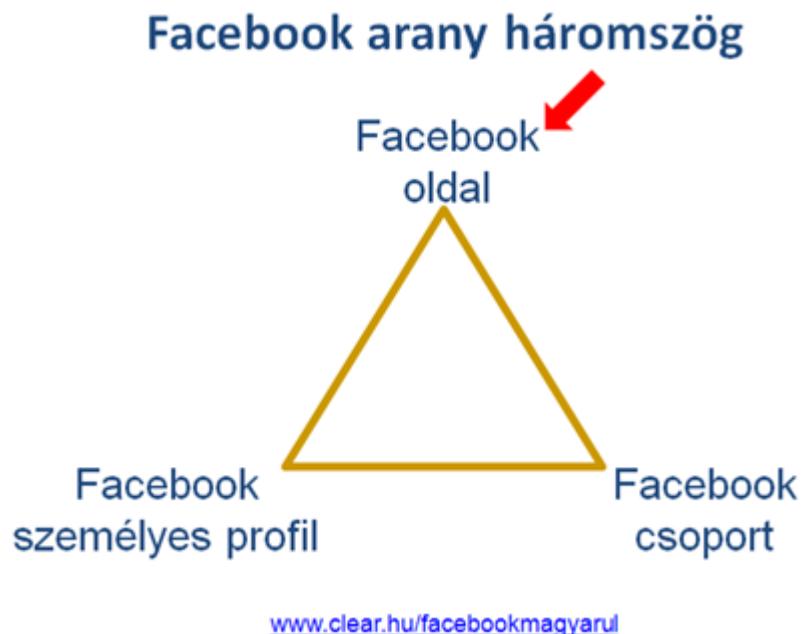 Facebook arany háromszög
Facebook
oldal
Facebook
személyes profil
Facebook
csoport
www.clear.hu/facebookmagyarul